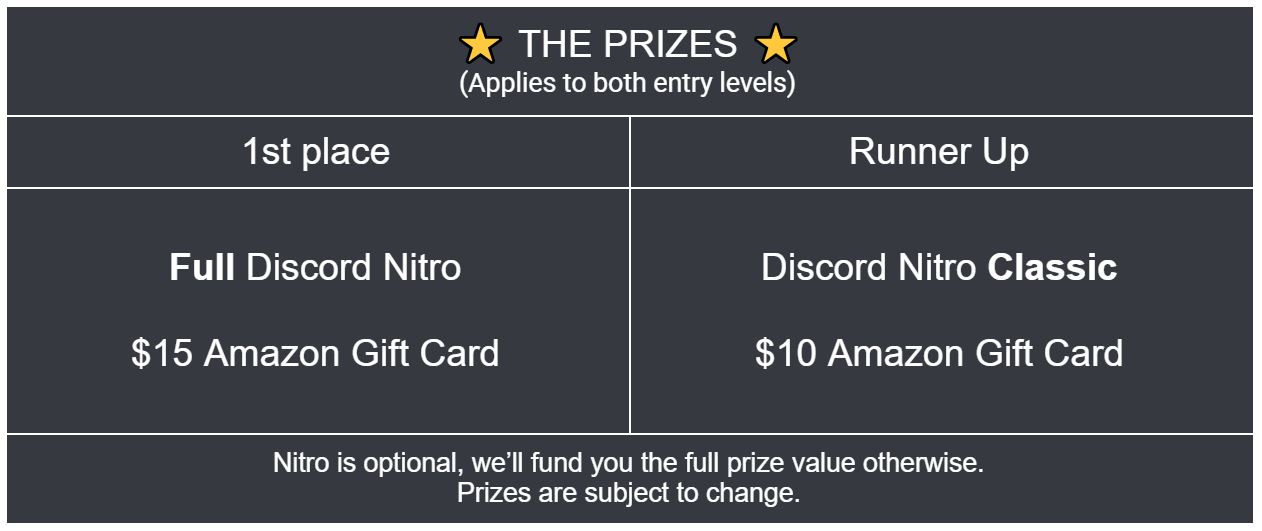 THE PRIZES
(Applies to both entry levels)
1st place
Runner Up
Full Discord Nitro
$15 Amazon Gift Card
Discord Nitro Classic
$10 Amazon Gift Card
Nitro is optional, we’ll fund you the full prize value otherwise.
Prizes are subject to change.